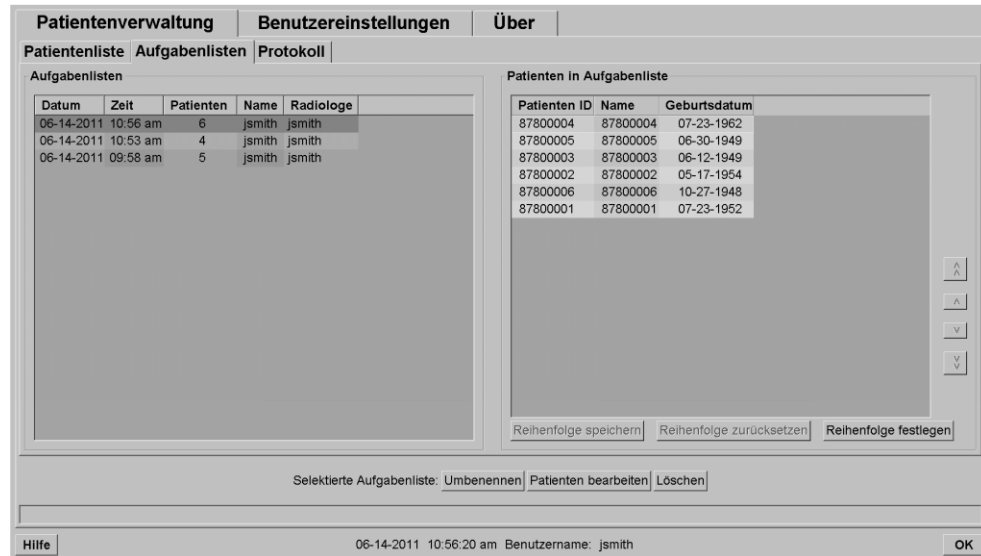 Patientenverwaltung Benutzereinstellungen Über
Patientenliste Aufgabenlisten Protokoll
Aufgabenlisten
Datum Zeit Patienten Name Radiologe
06-14-2011 10:56 am 6 jsmith jsmith
06-14-2011 10:53 am 4 jsmith jsmith
06-14-2011 09:58 am 5 jsmith jsmith
Patienten in Aufgabenliste
Patienten ID Name Geburtsdatum
87800004 87800004 07-23-1962
87800005 87800005 06-30-1949
87800003 87800003 06-12-1949
87800002 87800002 05-17-1954
87800006 87800006 10-27-1948
87800001 87800001 07-23-1952
Reihenfolge speichern Reihenfolge zurücksetzen Reihenfolge festlegen
Selektierte Aufgabenliste: Umbenennen Patienten bearbeiten Löschen
Hilfe 06-14-2011 10:56:20 am Benutzername: jsmith OK